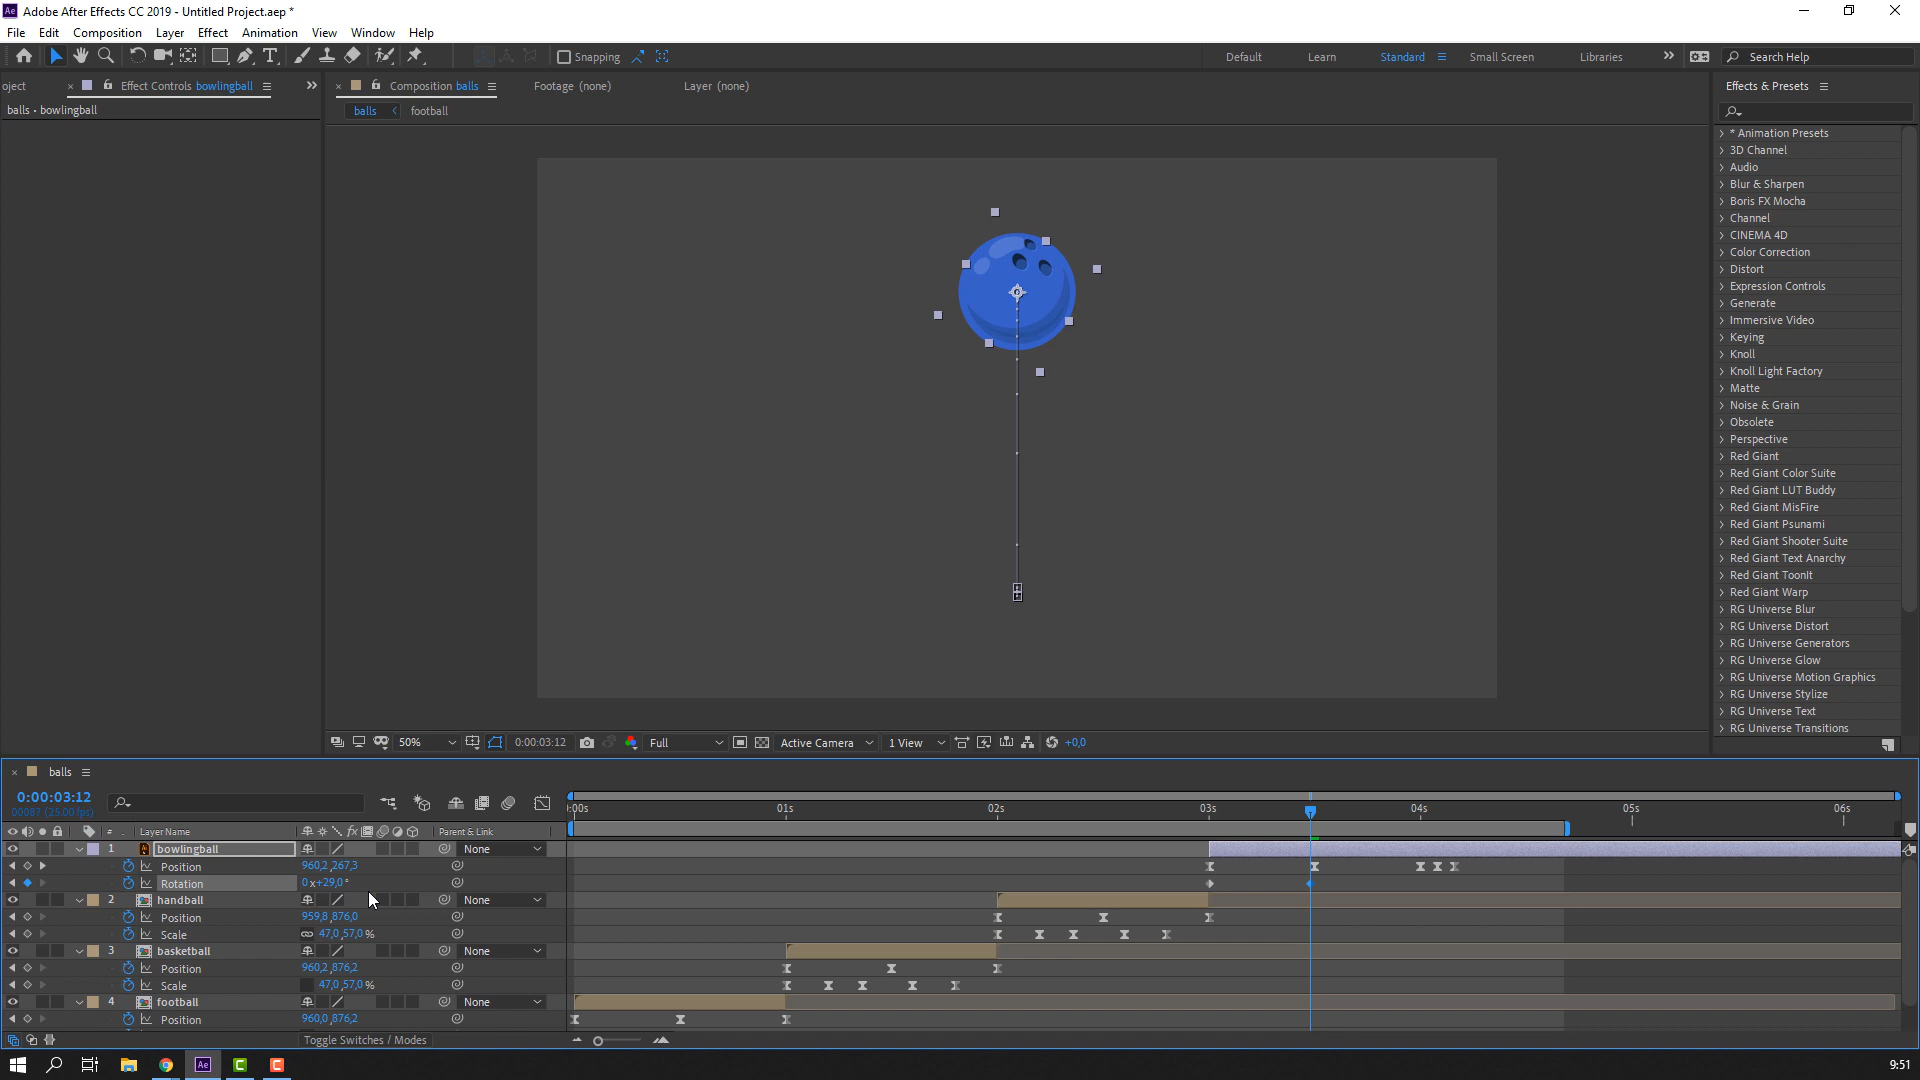 Adobe After Effects CC 2019 - Untitled Project.aep *
File Edit Composition Layer Effect Animation View Window Help
Snapping Default Learn Standard Small Screen Libraries Search Help
oject Effect Controls bowlingball Composition balls Footage (none) Layer (none) Effects & Presets
balls • bowlingball balls football
* Animation Presets
3D Channel
Audio
Blur & Sharpen
Boris FX Mocha
Channel
CINEMA 4D
Color Correction
Distort
Expression Controls
Generate
Immersive Video
Keying
Knoll
Knoll Light Factory
Matte
Noise & Grain
Obsolete
Perspective
Red Giant
Red Giant Color Suite
Red Giant LUT Buddy
Red Giant MisFire
Red Giant Psunami
Red Giant Shooter Suite
Red Giant Text Anarchy
Red Giant ToonIt
Red Giant Warp
RG Universe Blur
RG Universe Distort
RG Universe Generators
RG Universe Glow
RG Universe Motion Graphics
RG Universe Stylize
RG Universe Text
RG Universe Transitions
50% 0:00:03:12 Full Active Camera 1 View +0,0
balls
0:00:03:12
00087 (25.00 fps)
:00s 01s 02s 03s 04s 05s 06s
# Layer Name fx Parent & Link
1 bowlingball None
Position 960,2,267,3
Rotation 0x+29,0°
2 handball None
Position 959,8,876,0
Scale 47,0,57,0%
3 basketball None
Position 960,2,876,2
Scale 47,0,57,0%
4 football None
Position 960,0,876,2
Toggle Switches / Modes
9:51